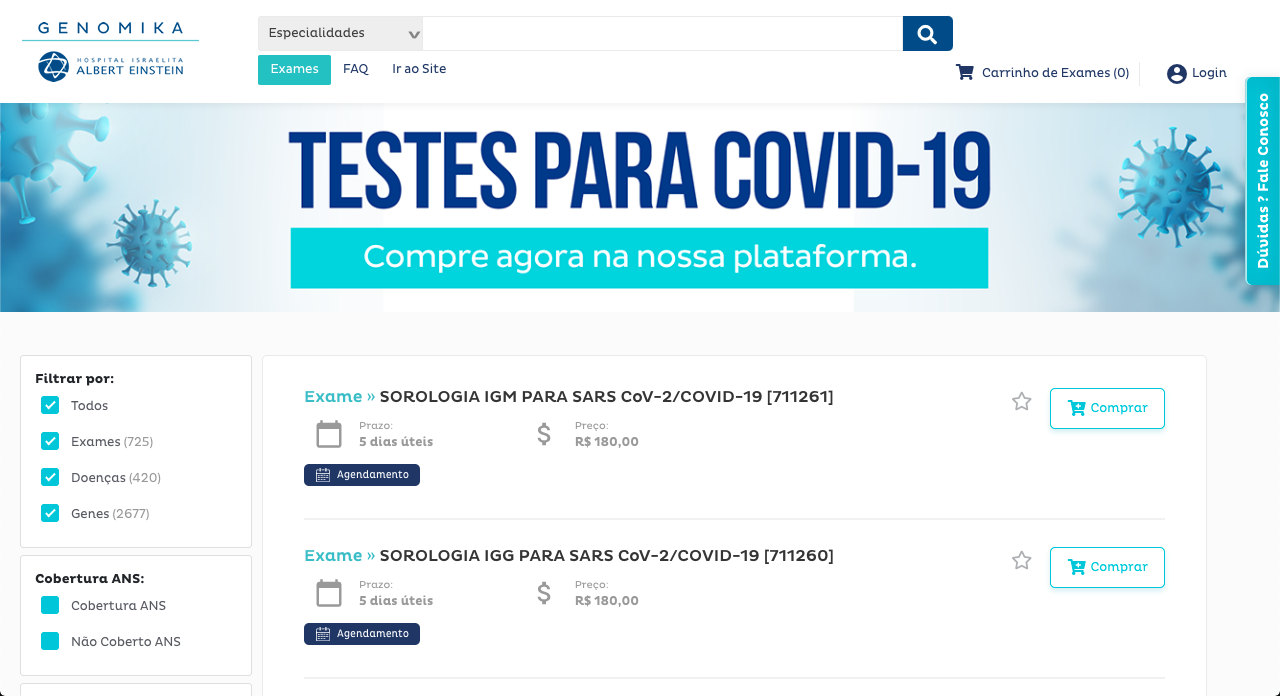 GENOMIKA
HOSPITAL ISRAELITA
ALBERT EINSTEIN
Especialidades
Exames
FAQ
Ir ao Site
Carrinho de Exames (0)
Login
Dúvidas ? Fale Conosco
TESTES PARA COVID-19
Compre agora na nossa plataforma.
Filtrar por:
Todos
Exames (725)
Doenças (420)
Genes (2677)
Cobertura ANS:
Cobertura ANS
Não Coberto ANS
Exame » SOROLOGIA IGM PARA SARS CoV-2/COVID-19 [711261]
Comprar
Prazo:
5 dias úteis
Preço:
R$ 180,00
Agendamento
Exame » SOROLOGIA IGG PARA SARS CoV-2/COVID-19 [711260]
Comprar
Prazo:
5 dias úteis
Preço:
R$ 180,00
Agendamento